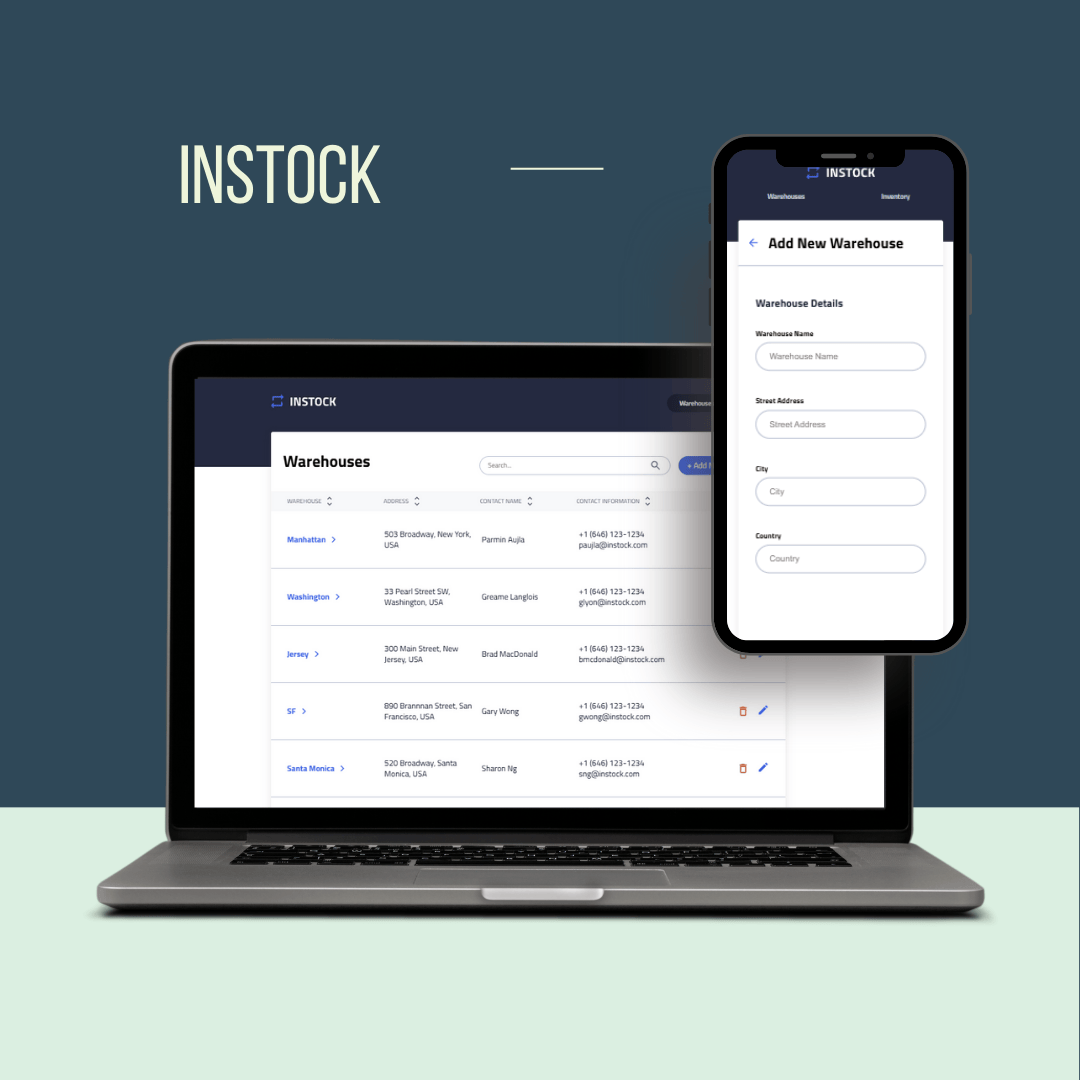 INSTOCK
INSTOCK
Warehouses Inventory
Add New Warehouse
Warehouse Details
Warehouse Name
Warehouse Name
Street Address
Street Address
City
City
Country
Country
INSTOCK
Warehouses
Search...
+ Add
WAREHOUSE ADDRESS CONTACT NAME CONTACT INFORMATION
Manhattan
503 Broadway, New York,
USA
Parmin Aujla
+1 (646) 123-1234
paujla@instock.com
Washington
33 Pearl Street SW,
Washington, USA
Greame Langlois
+1 (646) 123-1234
glyon@instock.com
Jersey
300 Main Street, New
Jersey, USA
Brad MacDonald
+1 (646) 123-1234
bmcdonald@instock.com
SF
890 Brannnan Street, San
Francisco, USA
Gary Wong
+1 (646) 123-1234
gwong@instock.com
Santa Monica
520 Broadway, Santa
Monica, USA
Sharon Ng
+1 (646) 123-1234
sng@instock.com